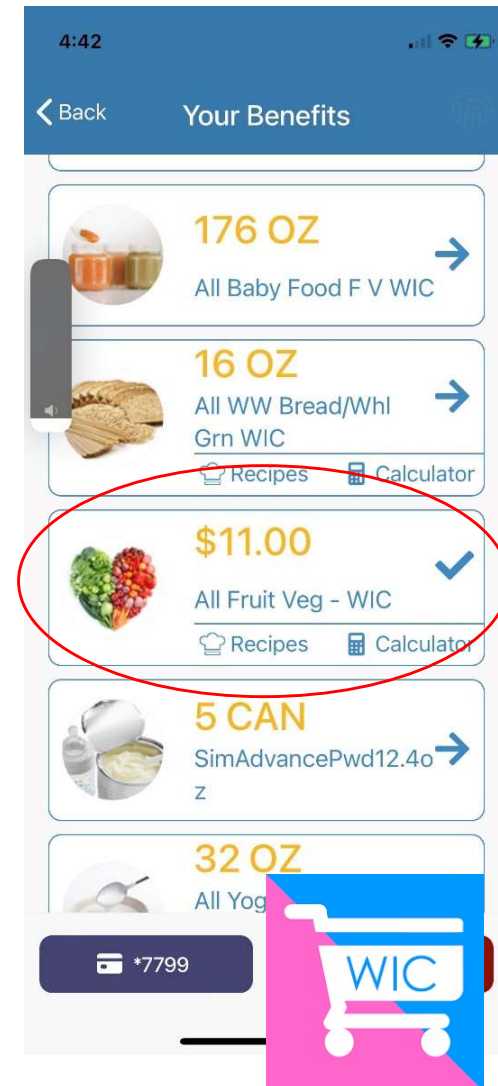 4:42
Back Your Benefits
176 OZ
All Baby Food F V WIC
16 OZ
All WW Bread/Whl
Grn WIC
Recipes Calculator
$11.00
All Fruit Veg - WIC
Recipes Calculator
5 CAN
SimAdvancePwd12.4o
z
32 OZ
All Yog
*7799
WIC